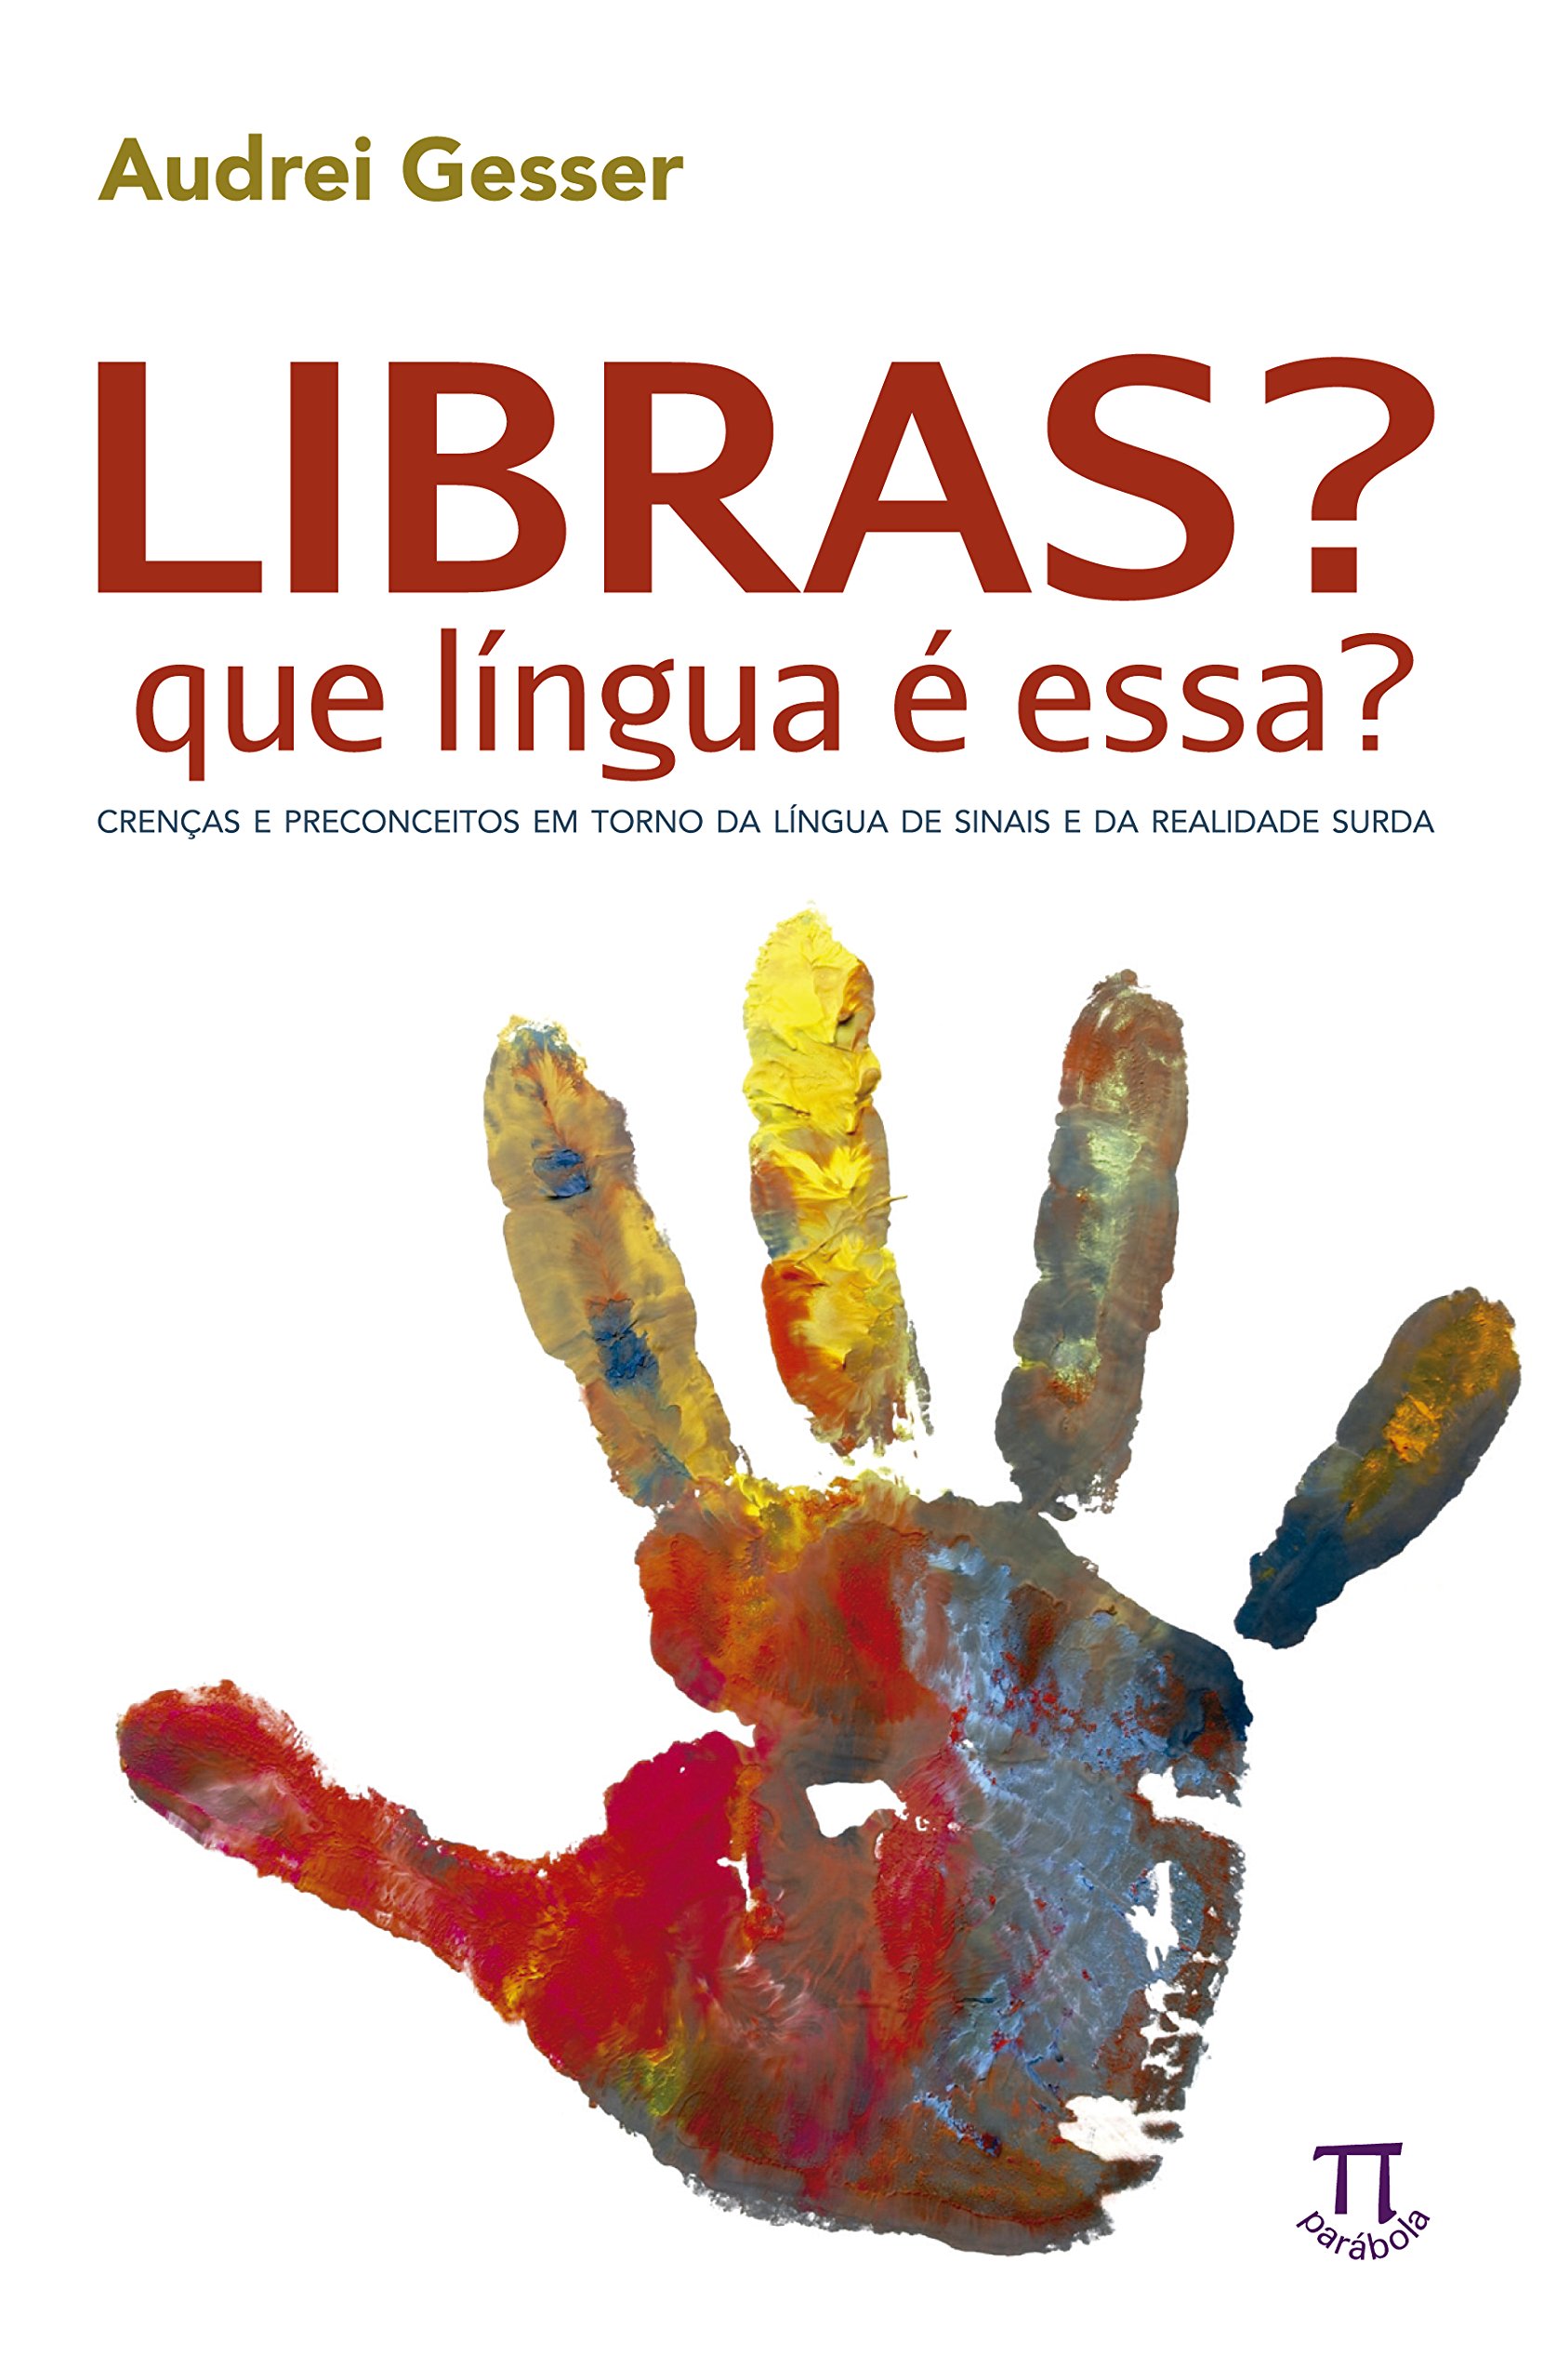 Audrei Gesser
LIBRAS?
que língua é essa?
CRENÇAS E PRECONCEITOS EM TORNO DA LÍNGUA DE SINAIS E DA REALIDADE SURDA
π
parábola